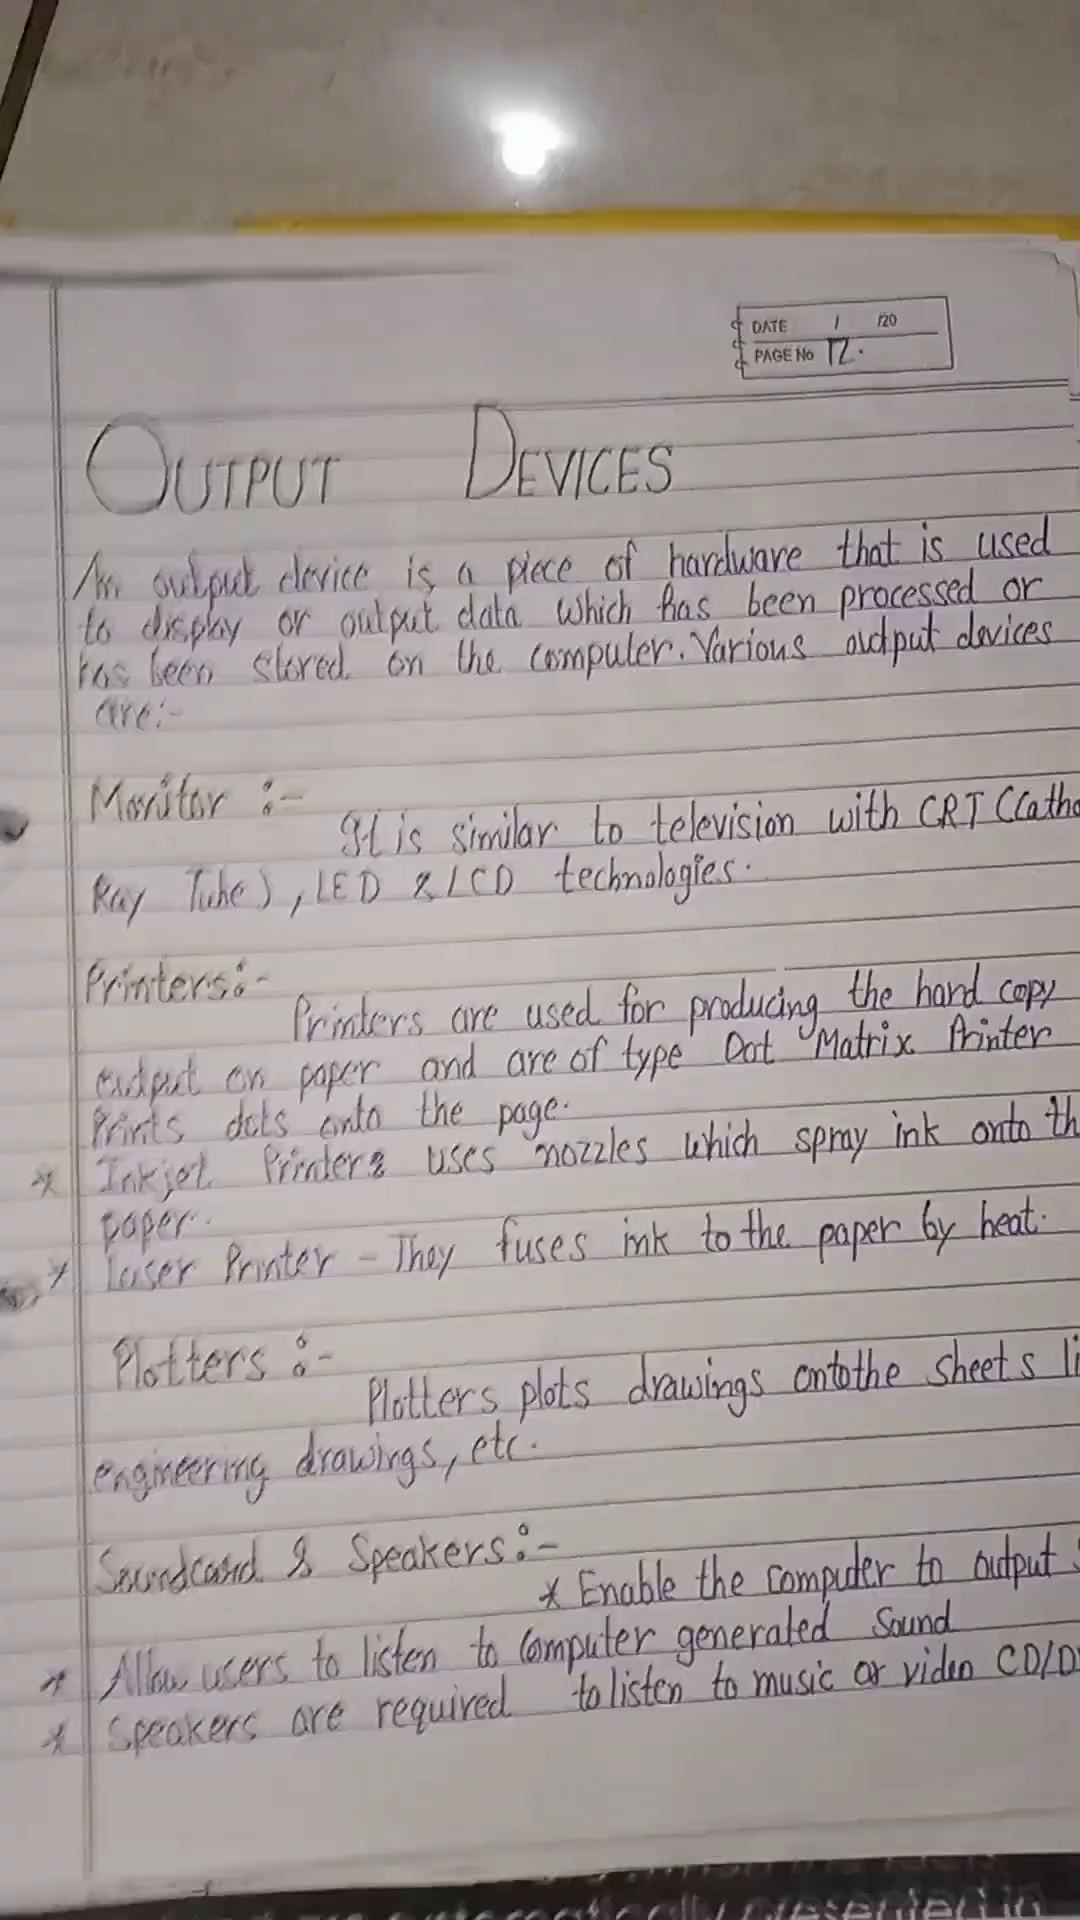 DATE / /20
PAGE No 12.
OUTPUT DEVICES
An output device is a piece of hardware that is used
to display or output data which has been processed or
has been stored on the computer. Various output devices
are:-
Monitor :-
It is similar to television with CRT (Catho
Ray Tube), LED & LCD technologies.
Printers:-
Printers are used for producing the hard copy
output on paper and are of type Dot Matrix Printer
Prints dots onto the page.
* Inkjet Printers uses nozzles which spray ink onto th
paper.
* Laser Printer - They fuses ink to the paper by heat.
Plotters :-
Plotters plots drawings onto the sheets li
engineering drawings, etc.
Soundcard & Speakers:-
* Enable the computer to output
* Allow users to listen to computer generated Sound
* Speakers are required to listen to music or video CD/D
presented in